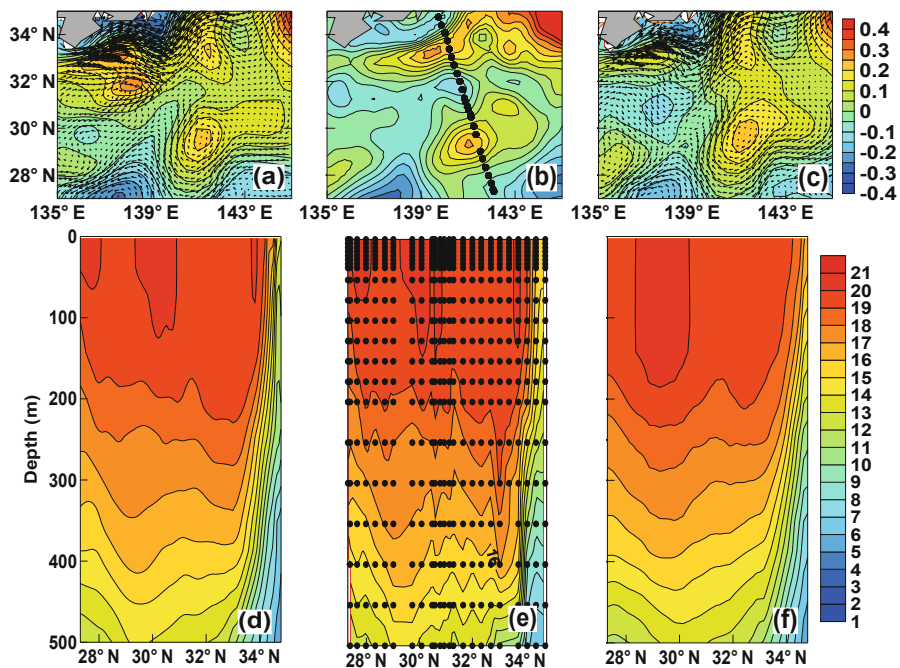 34° N
32° N
30° N
28° N
(a)
(b)
(c)
0.4
0.3
0.2
0.1
0
-0.1
-0.2
-0.3
-0.4
135° E 139° E 143° E
135° E 139° E 143° E
135° E 139° E 143° E
0
100
200
300
400
500
Depth (m)
(d)
16
(e)
(f)
21
20
19
18
17
16
15
14
13
12
11
10
9
8
7
6
5
4
3
2
1
28° N 30° N 32° N 34° N
28° N 30° N 32° N 34° N
28° N 30° N 32° N 34° N